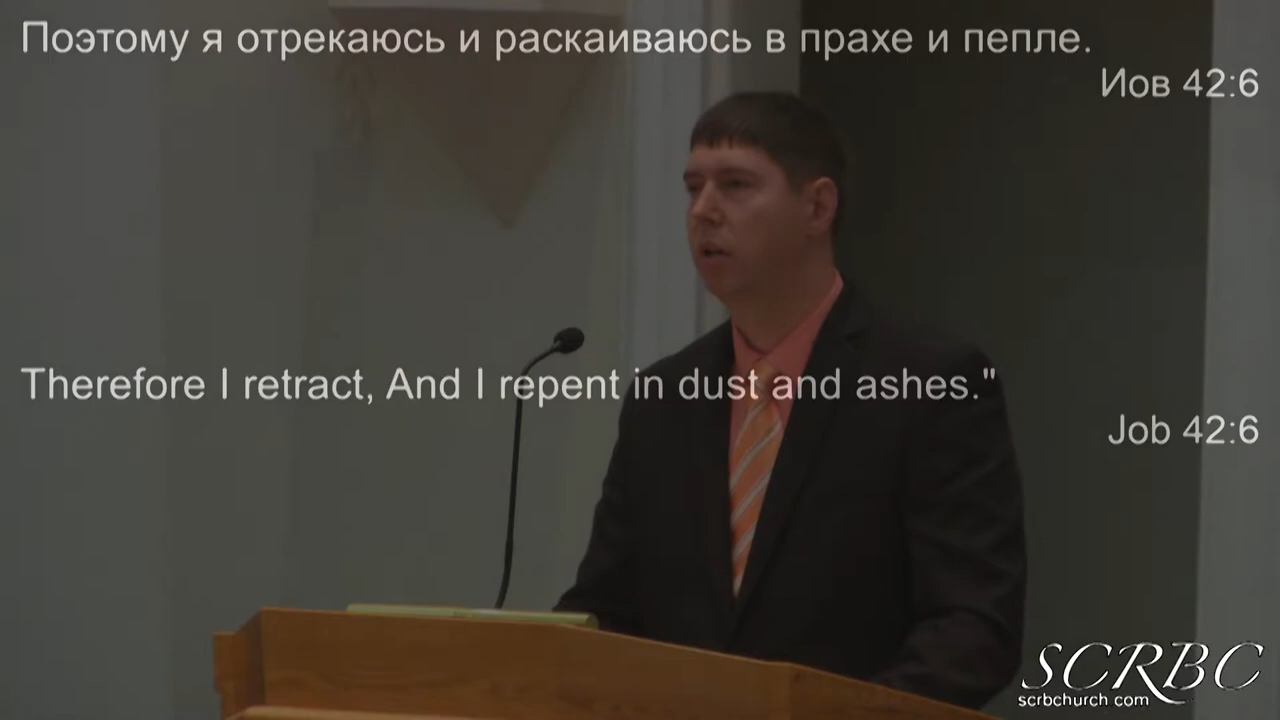 Поэтому я отрекаюсь и раскаиваюсь в прахе и пепле.
Иов 42:6
Therefore I retract, And I repent in dust and ashes."
Job 42:6
SCRBC
scrbchurch com